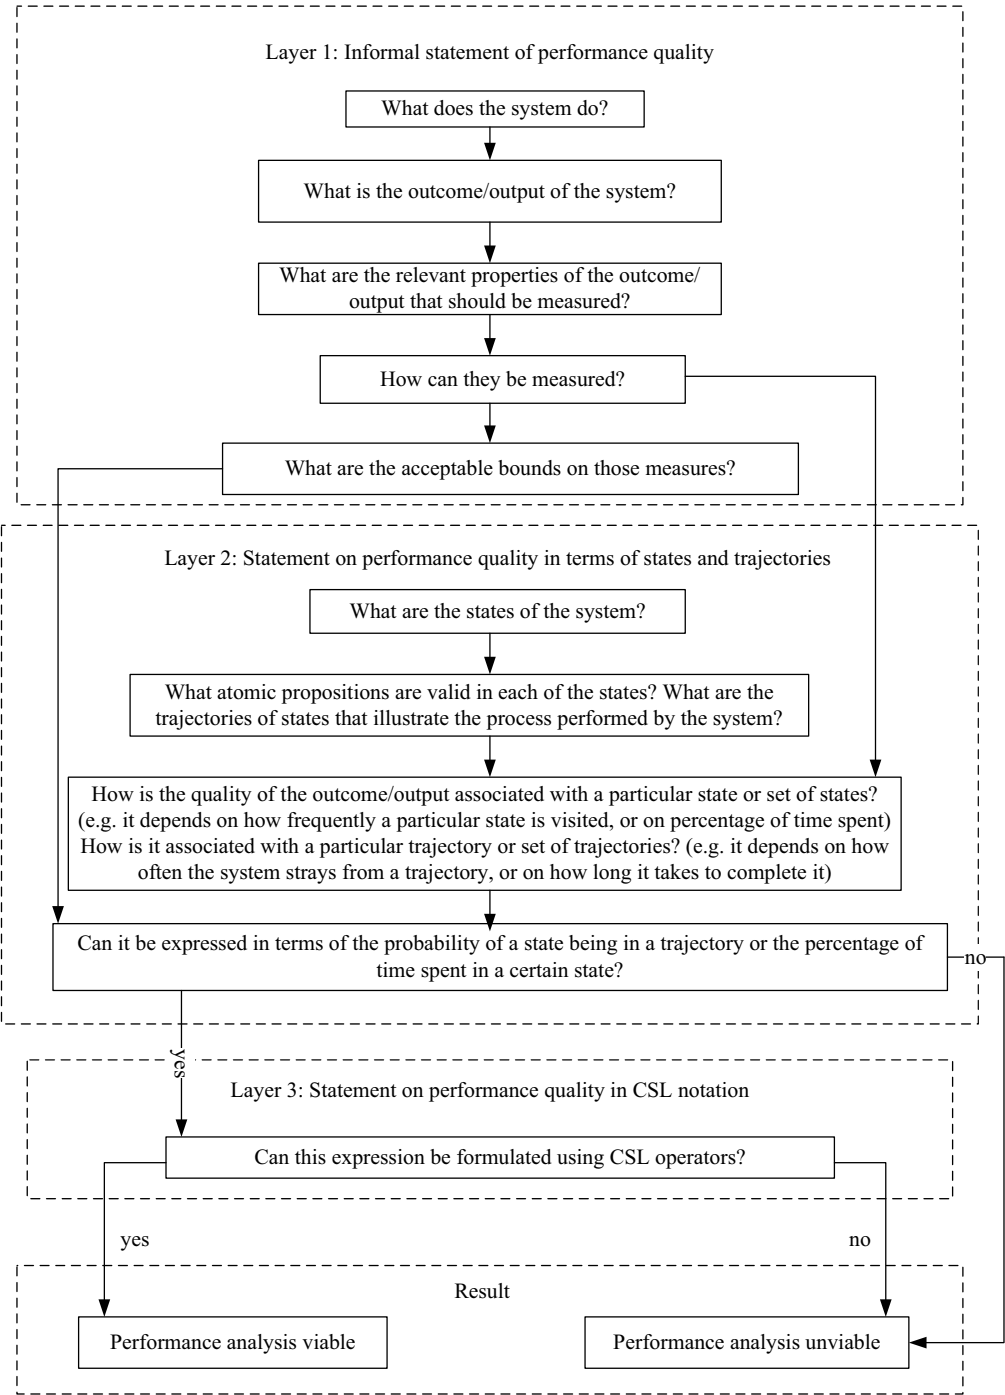 Layer 1: Informal statement of performance quality
What does the system do?
What is the outcome/output of the system?
What are the relevant properties of the outcome/
output that should be measured?
How can they be measured?
What are the acceptable bounds on those measures?
Layer 2: Statement on performance quality in terms of states and trajectories
What are the states of the system?
What atomic propositions are valid in each of the states? What are the
trajectories of states that illustrate the process performed by the system?
How is the quality of the outcome/output associated with a particular state or set of states?
(e.g. it depends on how frequently a particular state is visited, or on percentage of time spent)
How is it associated with a particular trajectory or set of trajectories? (e.g. it depends on how
often the system strays from a trajectory, or on how long it takes to complete it)
Can it be expressed in terms of the probability of a state being in a trajectory or the percentage of
time spent in a certain state?
no
yes
Layer 3: Statement on performance quality in CSL notation
Can this expression be formulated using CSL operators?
yes
no
Result
Performance analysis viable
Performance analysis unviable